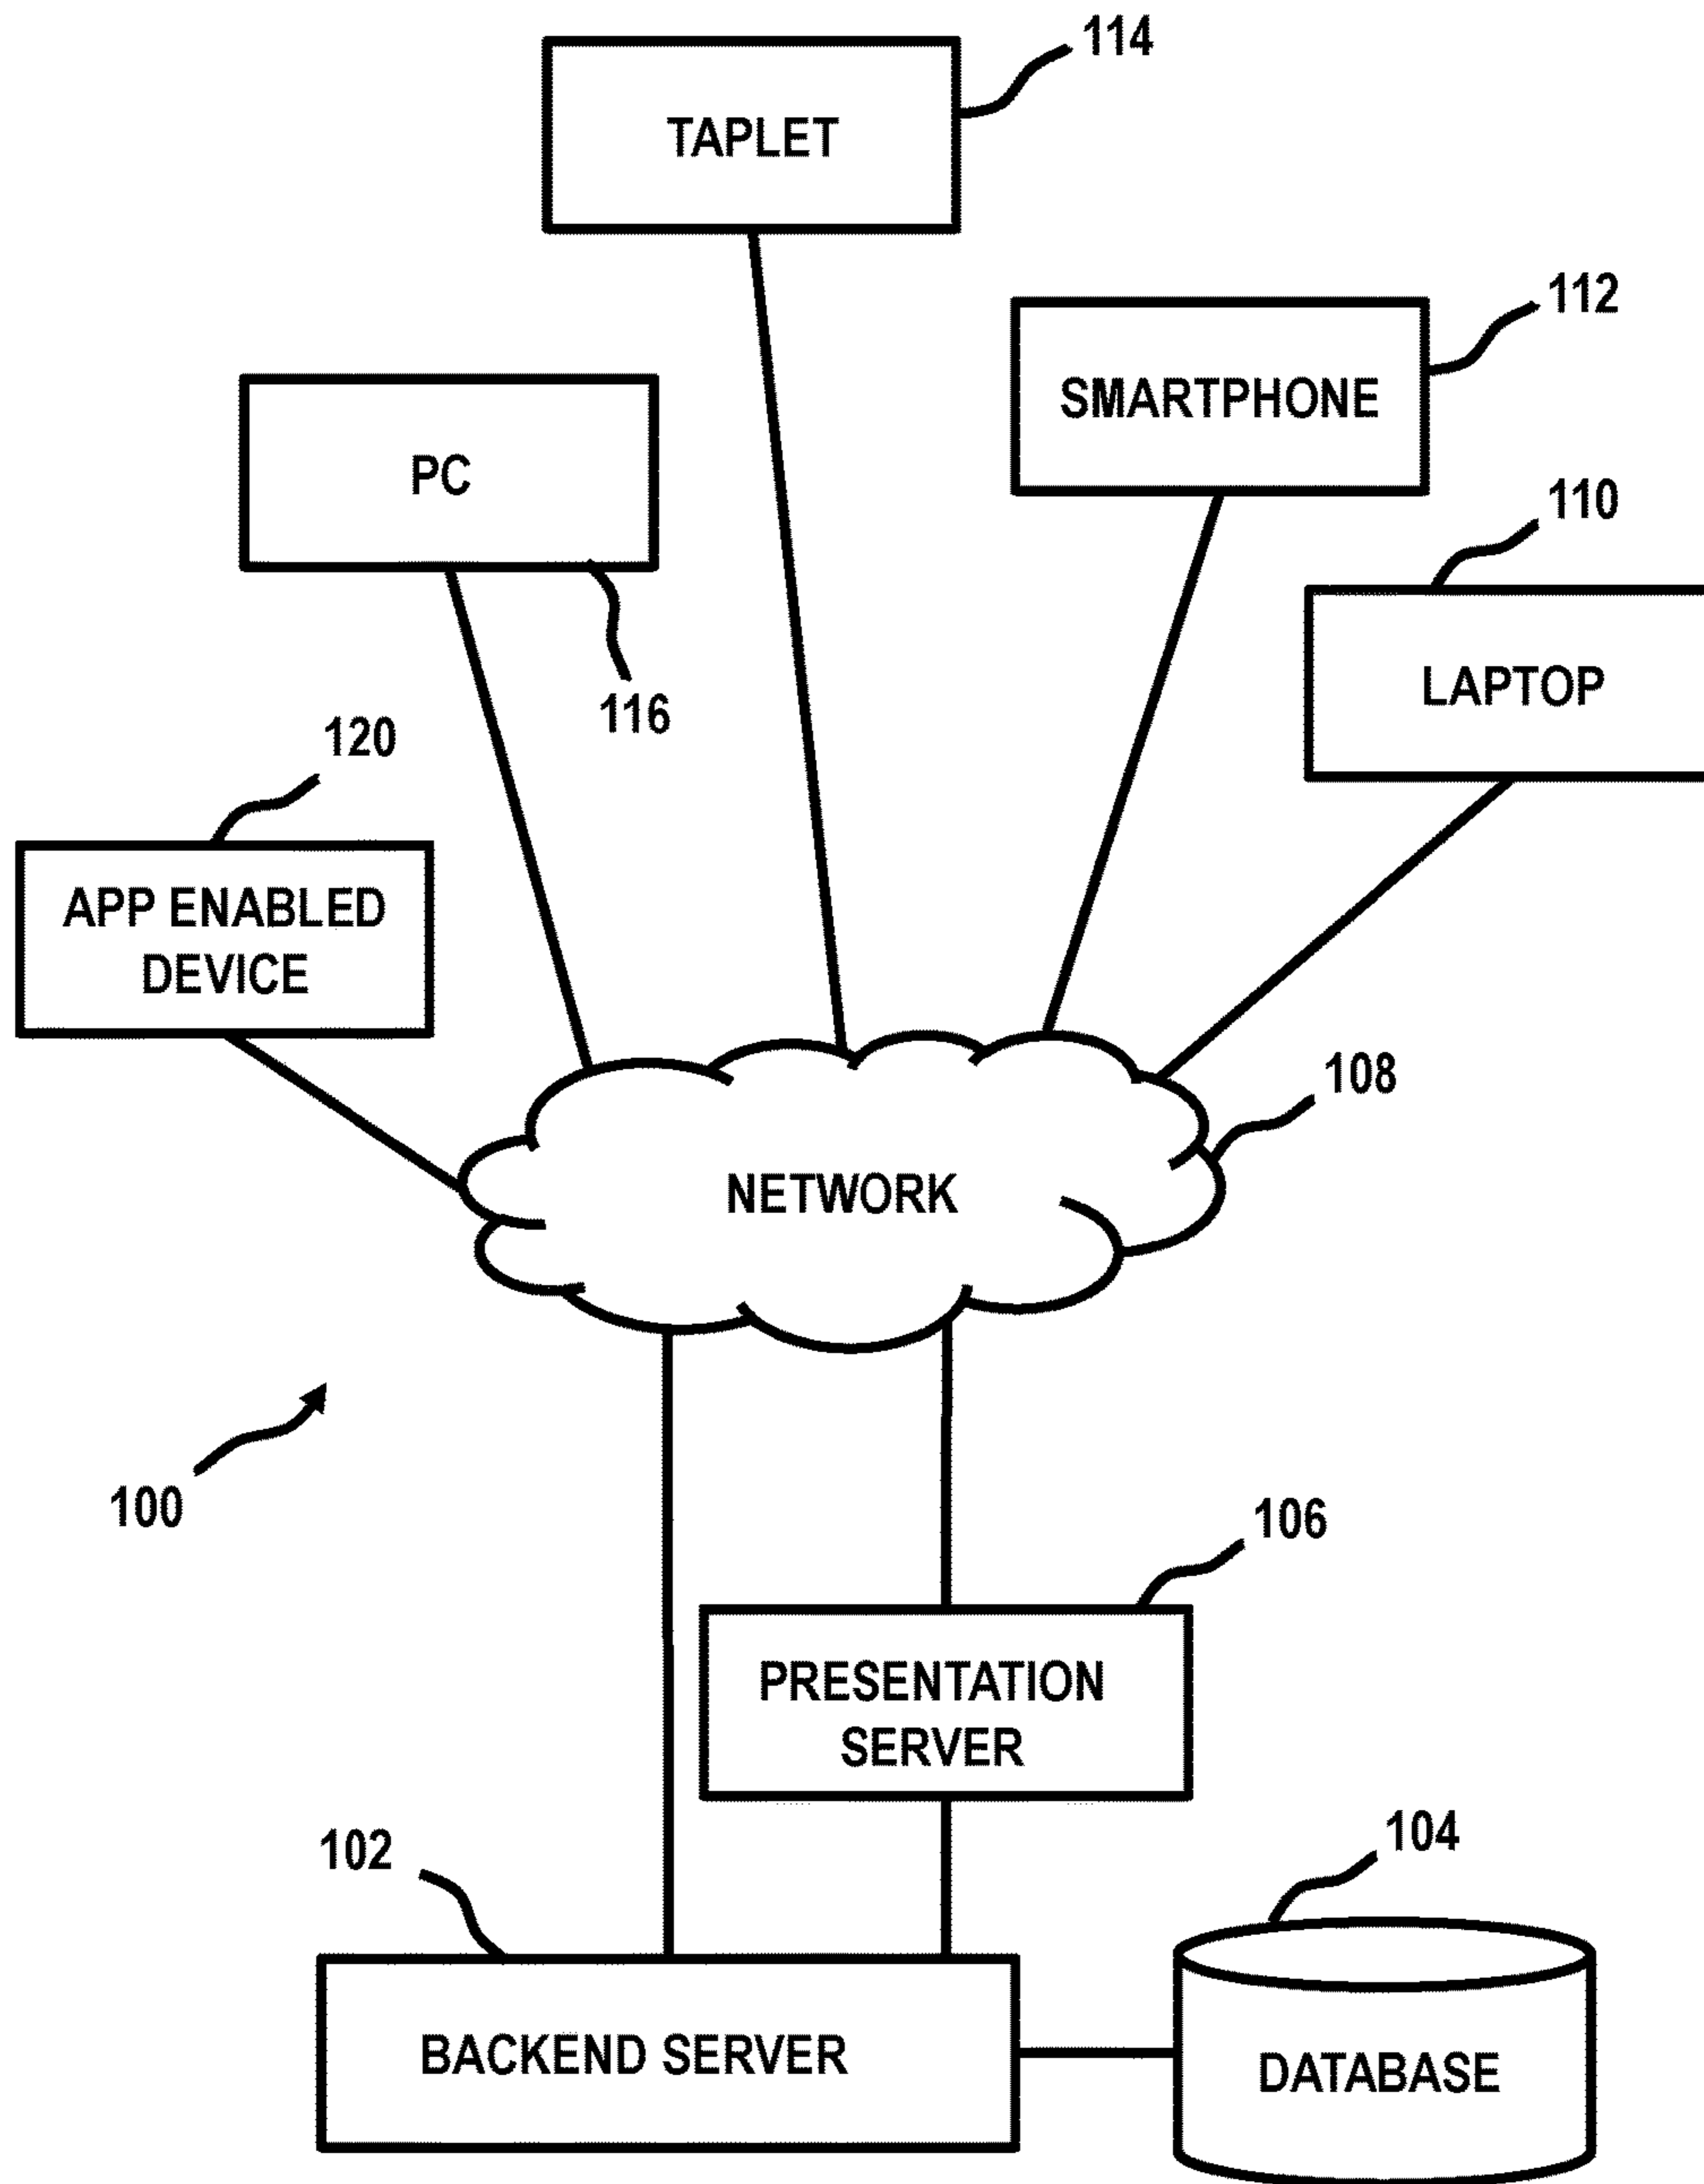 114
TAPLET
112
SMARTPHONE
PC
110
LAPTOP
116
120
APP ENABLED
DEVICE
108
NETWORK
100
106
PRESENTATION
SERVER
102
104
BACKEND SERVER
DATABASE